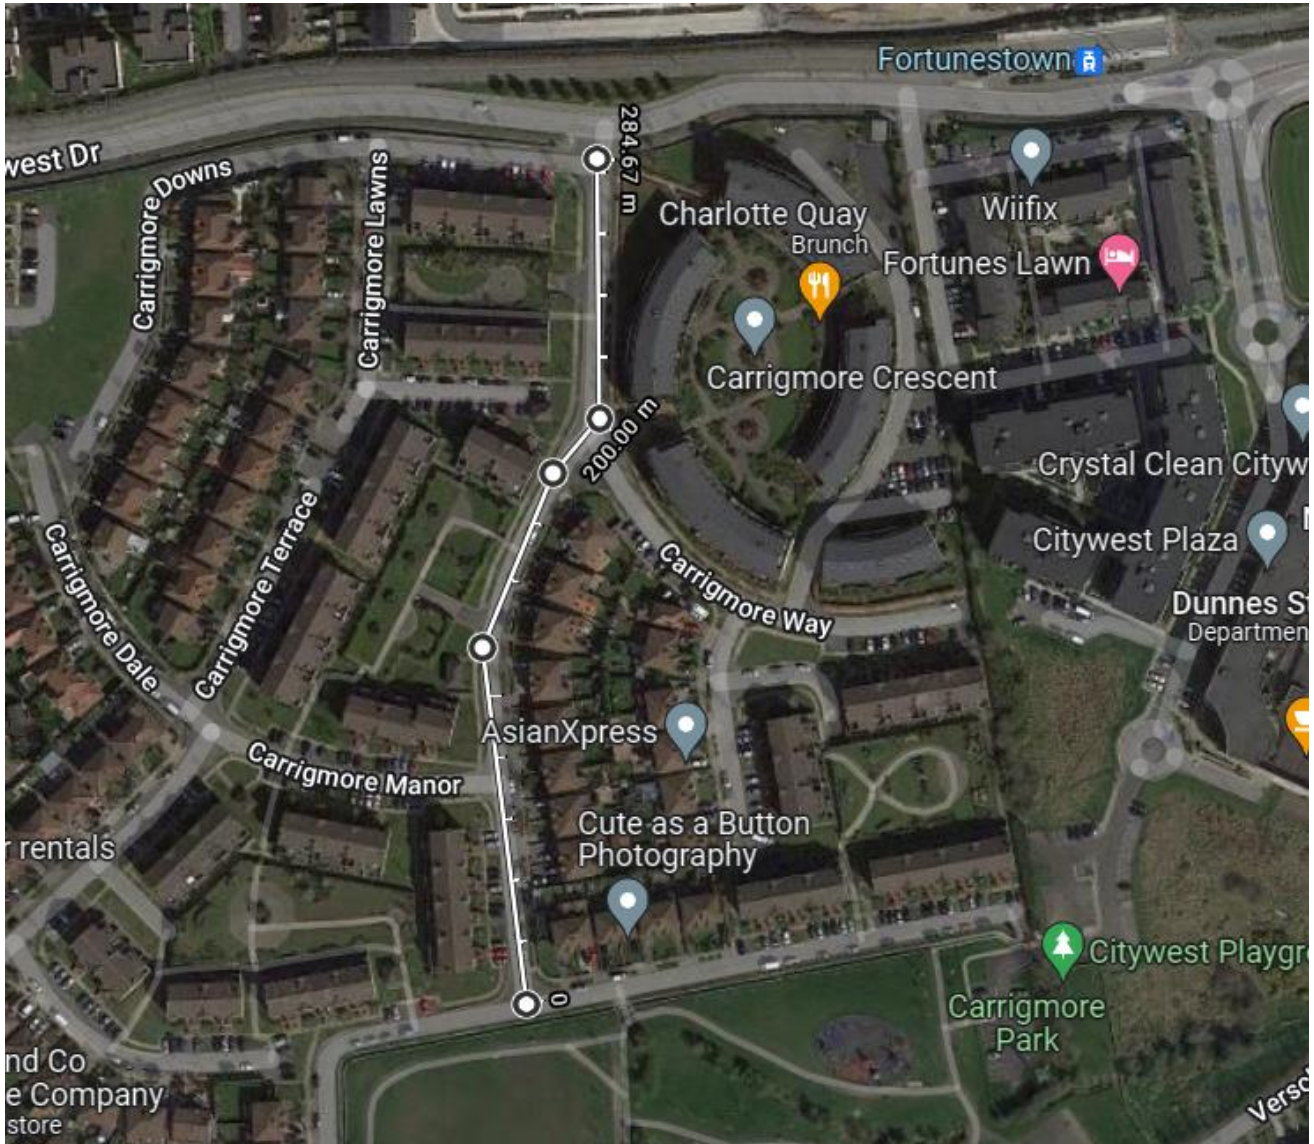 Fortunestown
west Dr
284.67 m
Carrigmore Downs
Carrigmore Lawns
Wiifix
Charlotte Quay
Brunch
Fortunes Lawn
Carrigmore Crescent
200.00 m
Crystal Clean Cityw
Carrigmore Terrace
Citywest Plaza
Carrigmore Dale
Carrigmore Way
Dunnes S
Departmen
AsianXpress
Carrigmore Manor
Cute as a Button
Photography
r rentals
Citywest Playgr
0
Carrigmore
Park
nd Co
e Company
store
Versc